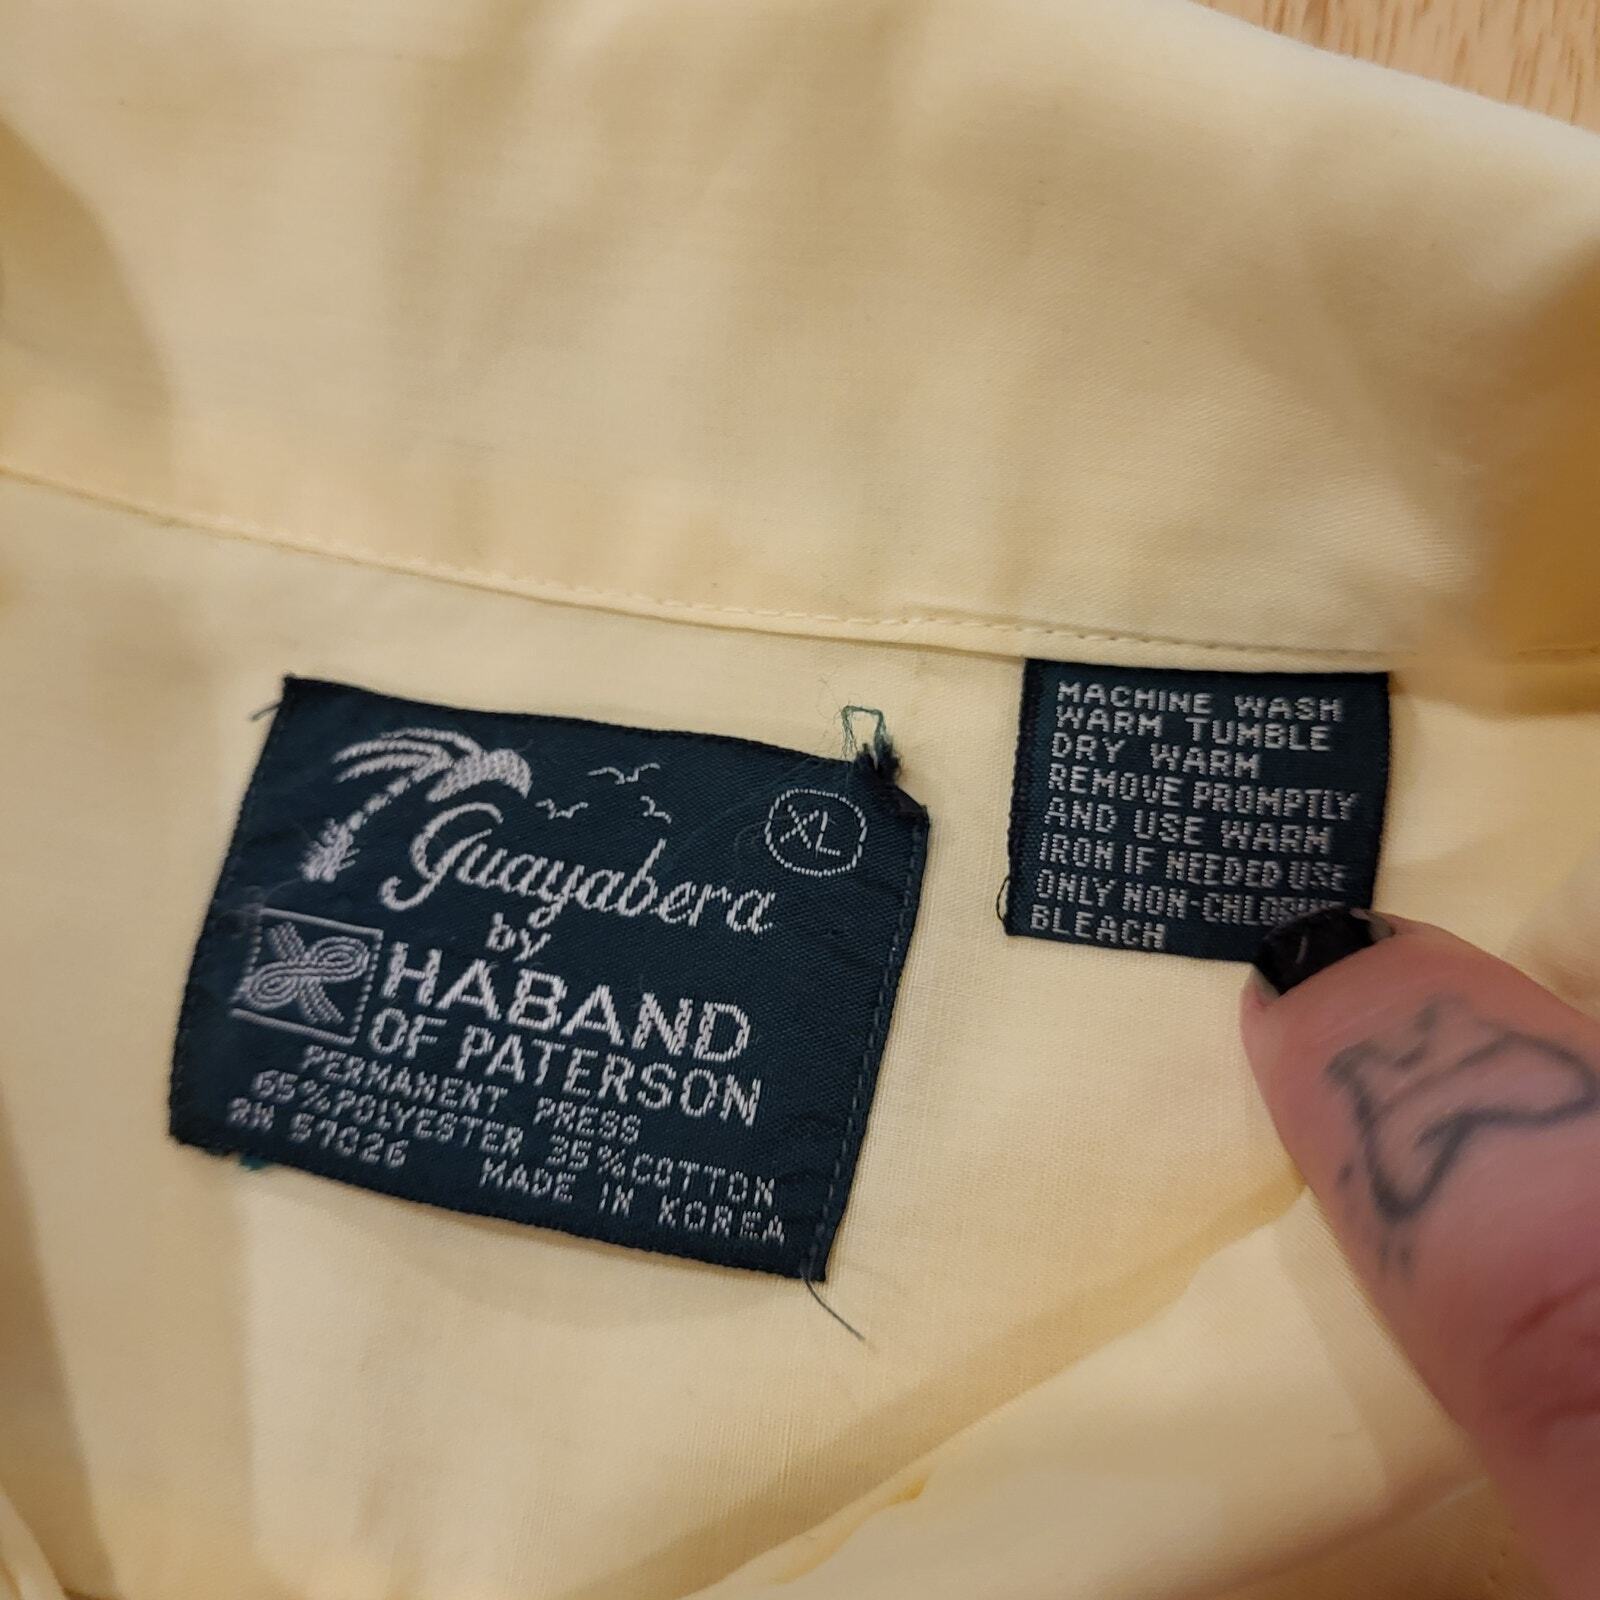 XL
Guayabera
by
HABAND
OF PATERSON
PERMANENT PRESS
65% POLYESTER 35% COTTON
RN 51026 MADE IN KOREA
MACHINE WASH
WARM TUMBLE
DRY WARM
REMOVE PROMPTLY
AND USE WARM
IRON IF NEEDED USE
ONLY NON-CHLORINE
BLEACH